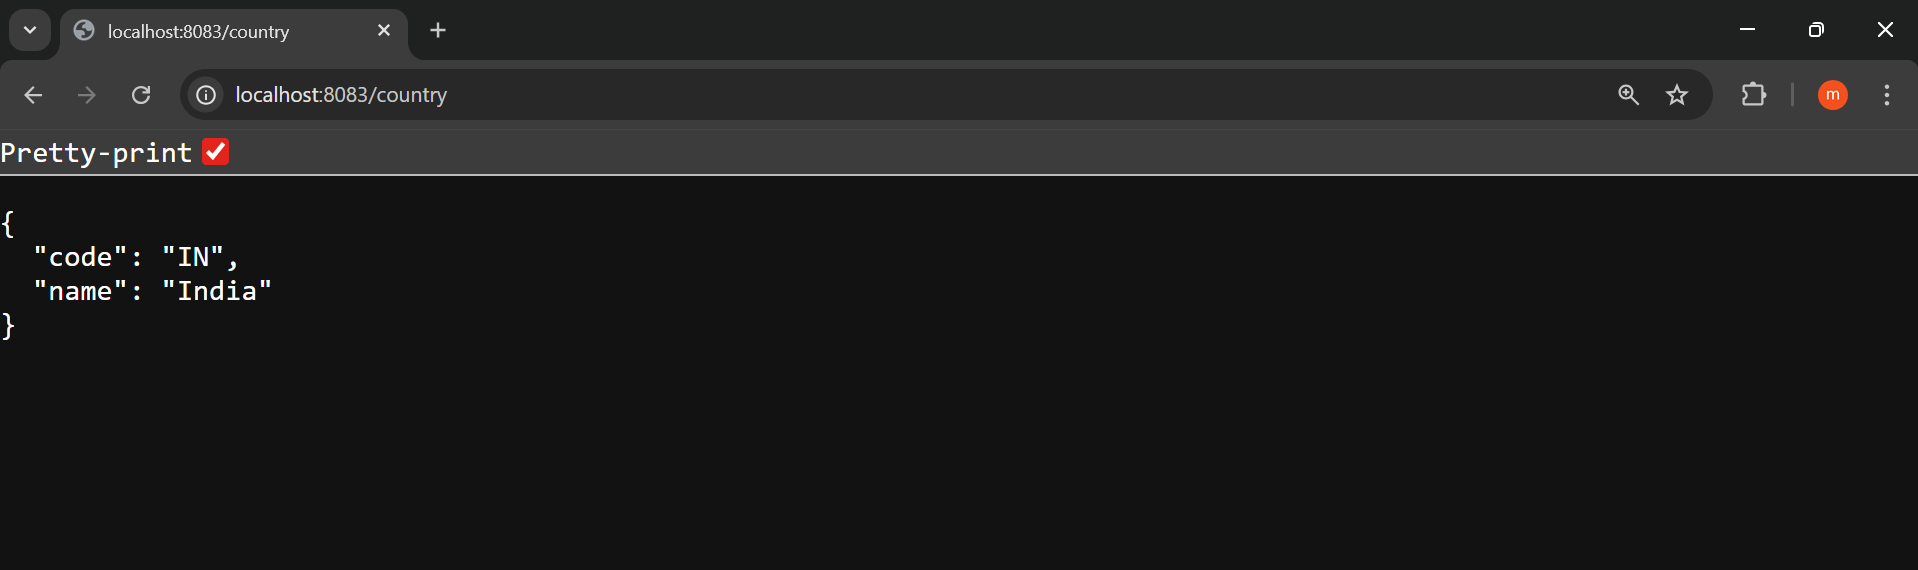 localhost:8083/country
localhost:8083/country
m
Pretty-print
{
"code": "IN",
"name": "India"
}